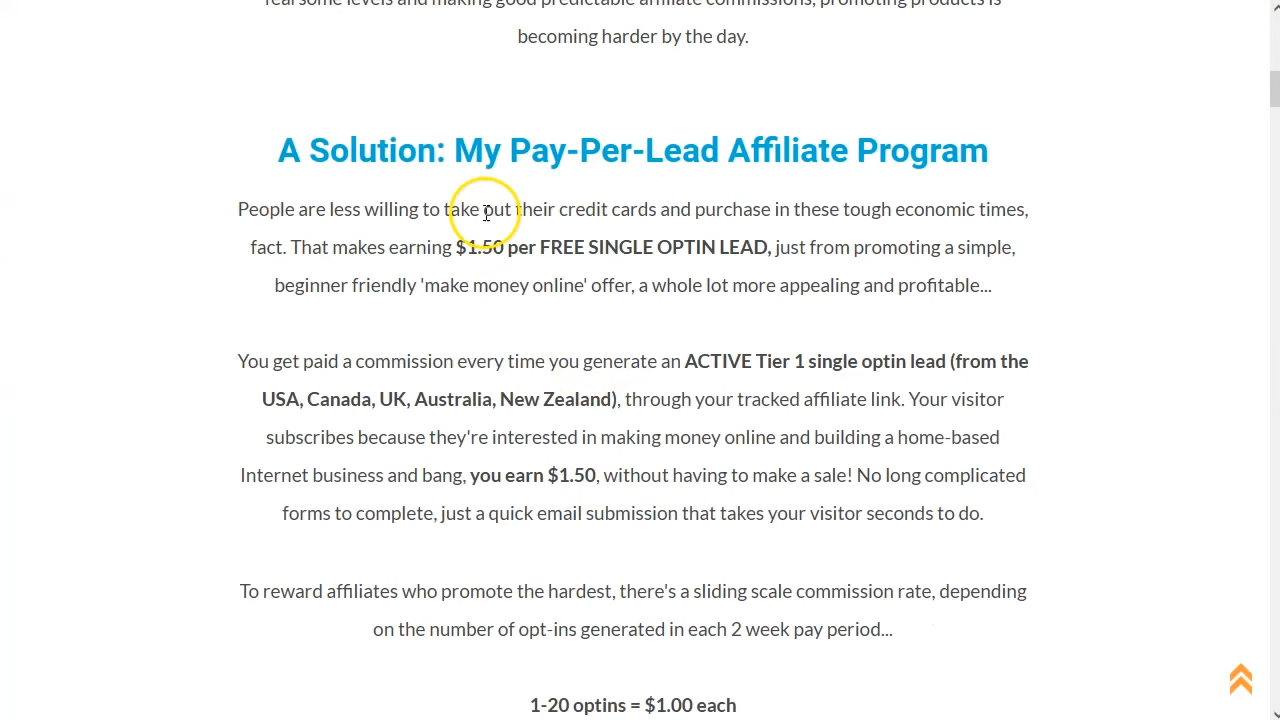 fearsome levels and making good predictable affiliate commissions, promoting products is
becoming harder by the day.
A Solution: My Pay-Per-Lead Affiliate Program
People are less willing to take out their credit cards and purchase in these tough economic times,
fact. That makes earning $1.50 per FREE SINGLE OPTIN LEAD, just from promoting a simple,
beginner friendly 'make money online' offer, a whole lot more appealing and profitable...
You get paid a commission every time you generate an ACTIVE Tier 1 single optin lead (from the
USA, Canada, UK, Australia, New Zealand), through your tracked affiliate link. Your visitor
subscribes because they're interested in making money online and building a home-based
Internet business and bang, you earn $1.50, without having to make a sale! No long complicated
forms to complete, just a quick email submission that takes your visitor seconds to do.
To reward affiliates who promote the hardest, there's a sliding scale commission rate, depending
on the number of opt-ins generated in each 2 week pay period...
1-20 optins = $1.00 each